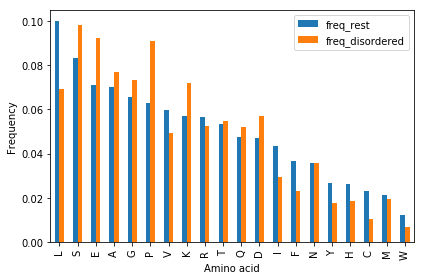 0.10
0.08
0.06
0.04
0.02
0.00
Frequency
freq_rest
freq_disordered
L S E A G P V K R T Q D I F N Y H C M W
Amino acid